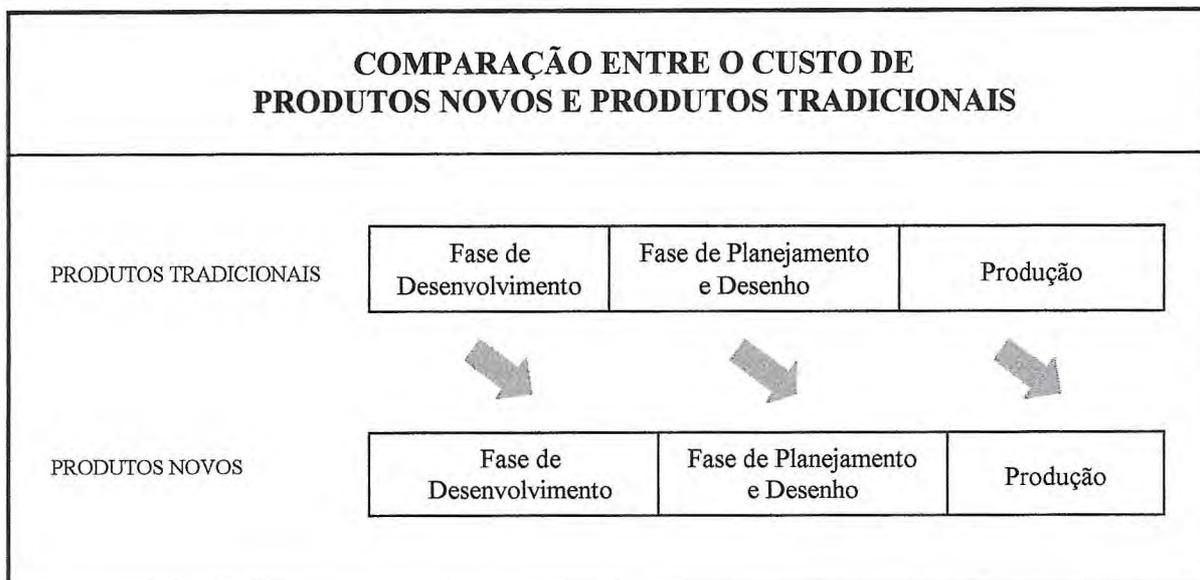 COMPARAÇÃO ENTRE O CUSTO DE
PRODUTOS NOVOS E PRODUTOS TRADICIONAIS
PRODUTOS TRADICIONAIS
Fase de
Desenvolvimento
Fase de Planejamento
e Desenho
Produção
PRODUTOS NOVOS
Fase de
Desenvolvimento
Fase de Planejamento
e Desenho
Produção